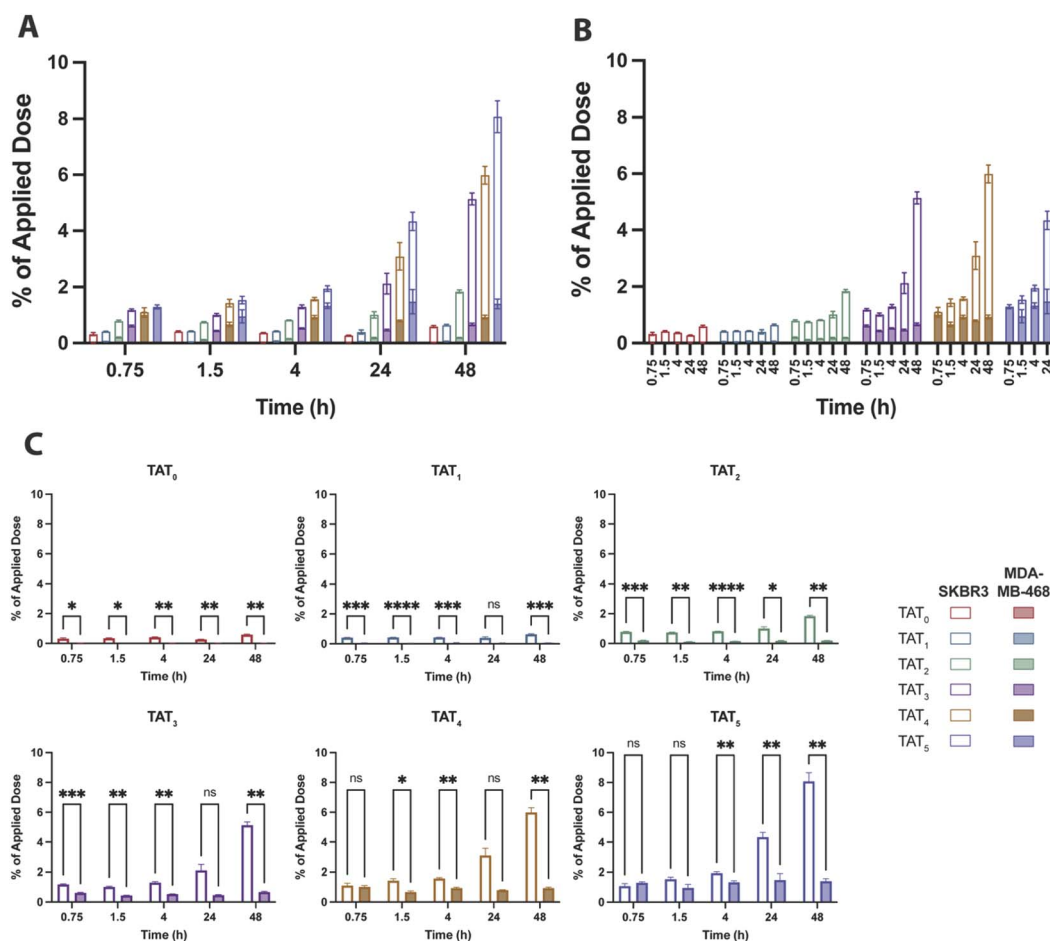 A
% of Applied Dose
10
8
6
4
2
0
0.75 1.5 4 24 48
Time (h)
B
% of Applied Dose
10
8
6
4
2
0
0.75 1.5 4 24 48 0.75 1.5 4 24 48 0.75 1.5 4 24 48 0.75 1.5 4 24 48 0.75 1.5 4 24 48 0.75 1.5 4 24
Time (h)
C
TAT₀
% of Applied Dose
10
8
6
4
2
0
* * ** ** **
0.75 1.5 4 24 48
Time (h)
TAT₁
% of Applied Dose
10
8
6
4
2
0
*** **** *** ns ***
0.75 1.5 4 24 48
Time (h)
TAT₂
% of Applied Dose
10
8
6
4
2
0
*** ** **** * **
0.75 1.5 4 24 48
Time (h)
SKBR3
MDA-
MB-468
TAT₀
TAT₁
TAT₂
TAT₃
TAT₄
TAT₅
TAT₃
% of Applied Dose
10
8
6
4
2
0
*** ** ** ns **
0.75 1.5 4 24 48
Time (h)
TAT₄
% of Applied Dose
10
8
6
4
2
0
ns * ** ns **
0.75 1.5 4 24 48
Time (h)
TAT₅
% of Applied Dose
10
8
6
4
2
0
ns ns ** ** **
0.75 1.5 4 24 48
Time (h)